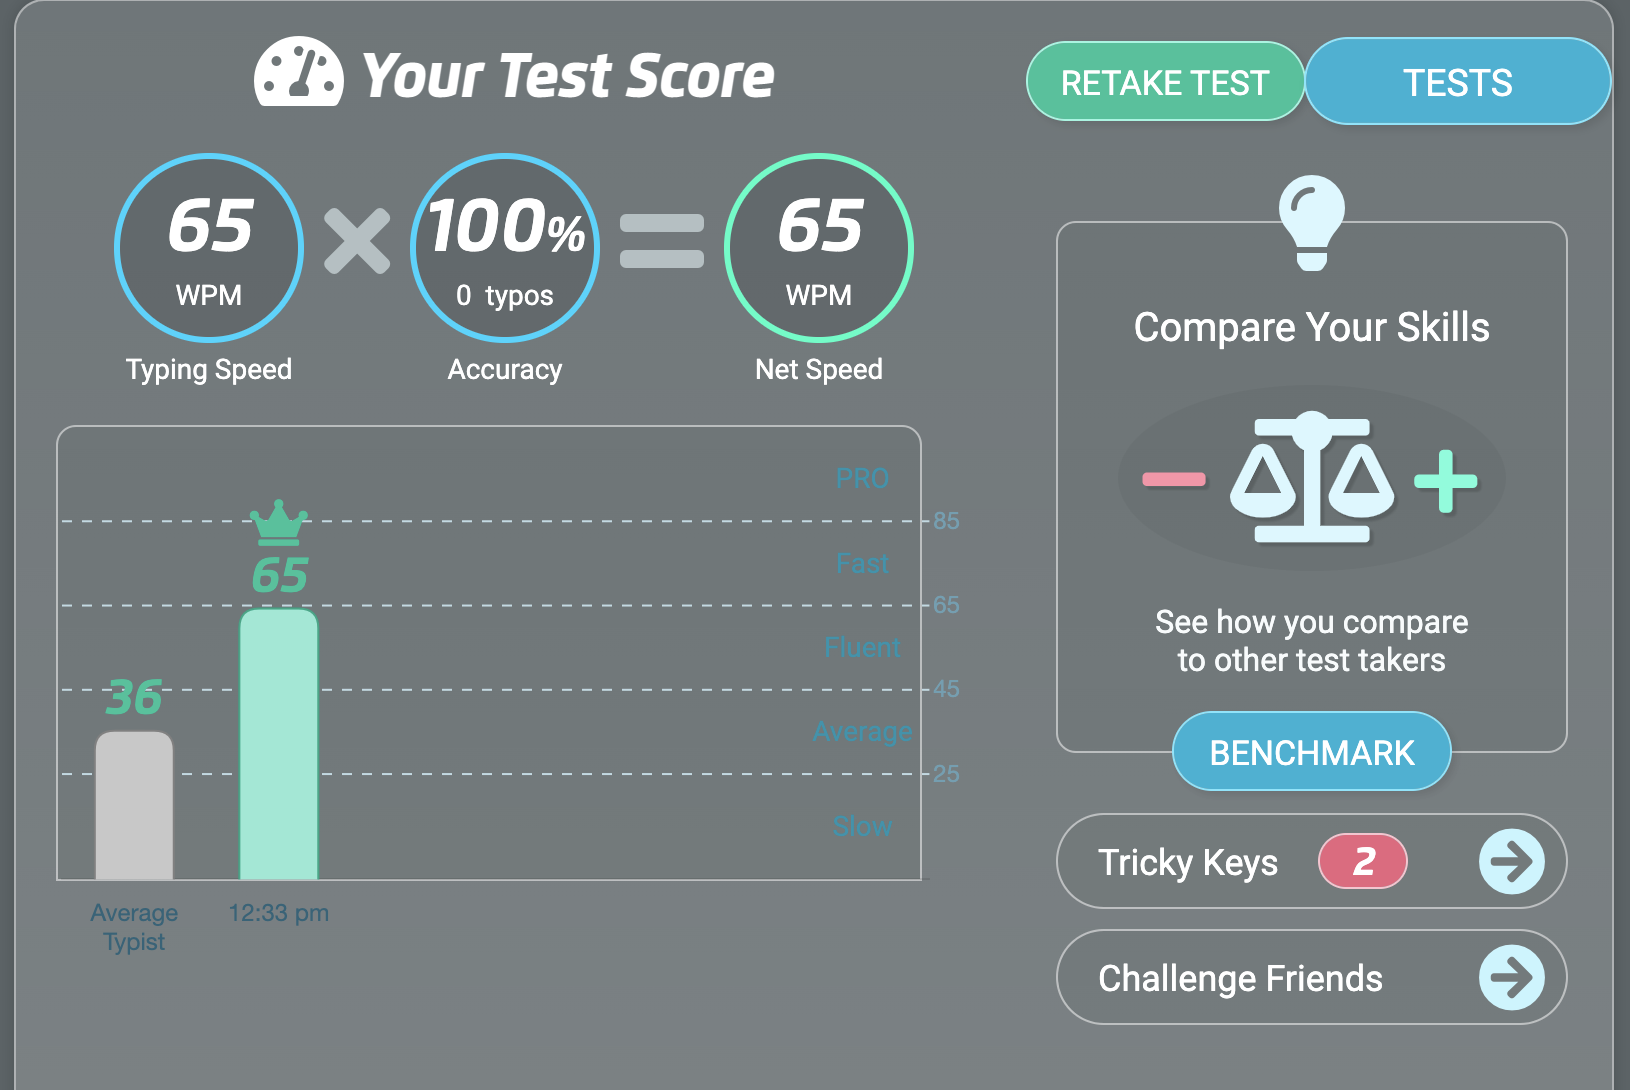 Your Test Score
RETAKE TEST
TESTS
65
WPM
Typing Speed
100%
0 typos
Accuracy
65
WPM
Net Speed
PRO
85
Fast
65
65
Fluent
45
36
Average
25
Slow
Average
Typist
12:33 pm
Compare Your Skills
See how you compare
to other test takers
BENCHMARK
Tricky Keys 2
Challenge Friends